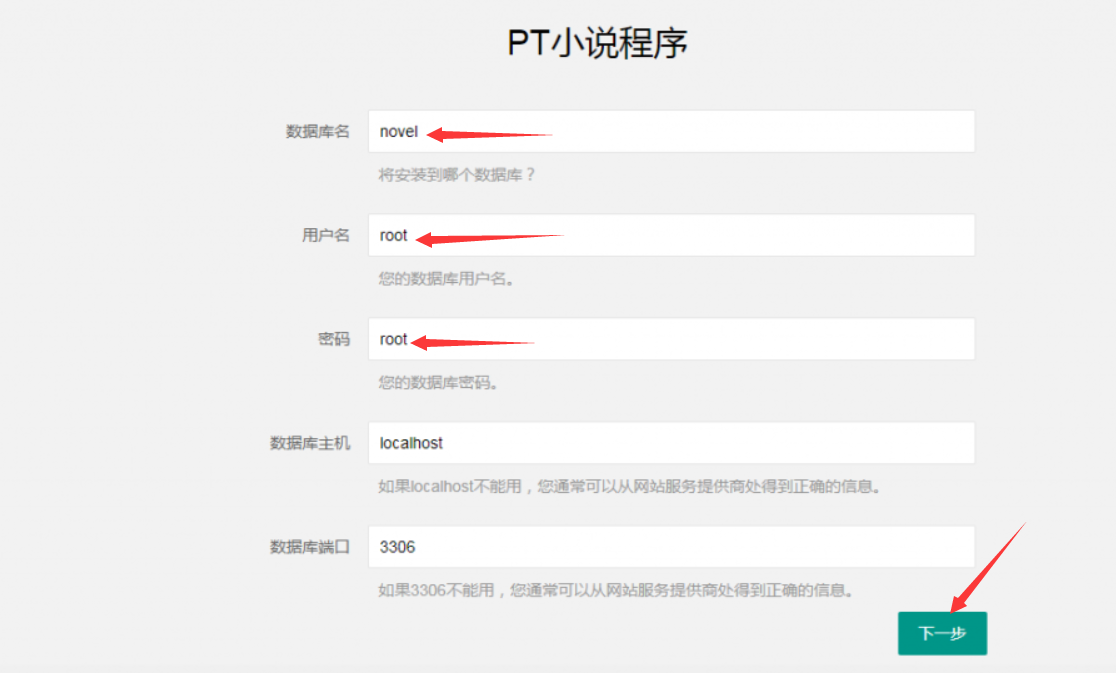 PT小说程序
数据库名 novel
将安装到哪个数据库？
用户名 root
您的数据库用户名。
密码 root
您的数据库密码。
数据库主机 localhost
如果localhost不能用，您通常可以从网站服务提供商处得到正确的信息。
数据库端口 3306
如果3306不能用，您通常可以从网站服务提供商处得到正确的信息。
下一步